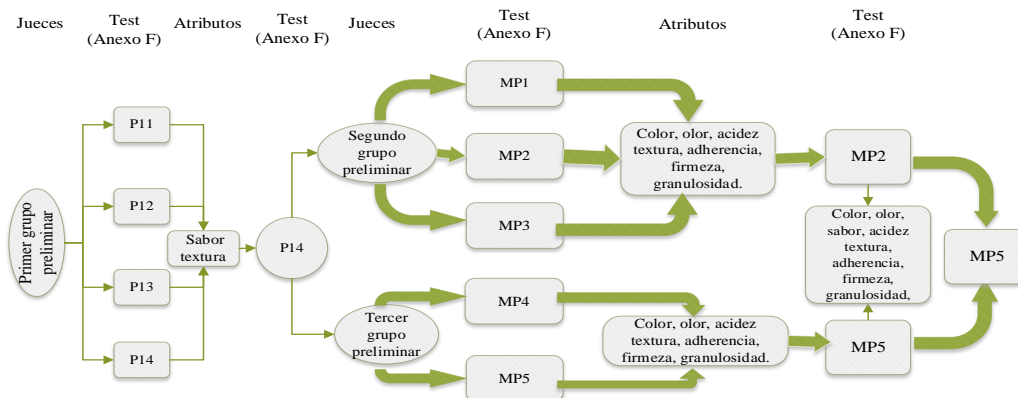 Jueces
Test
(Anexo F)
Atributos
Test
(Anexo F)
Jueces
Test
(Anexo F)
Atributos
Test
(Anexo F)
Primer grupo
preliminar
P11
P12
P13
P14
Sabor
textura
P14
Segundo
grupo
preliminar
Tercer
grupo
preliminar
MP1
MP2
MP3
MP4
MP5
Color, olor, acidez
textura, adherencia,
firmeza,
granulosidad.
Color, olor, acidez
textura, adherencia,
firmeza, granulosidad.
MP2
Color, olor,
sabor, acidez
textura,
adherencia,
firmeza,
granulosidad,
MP5
MP5